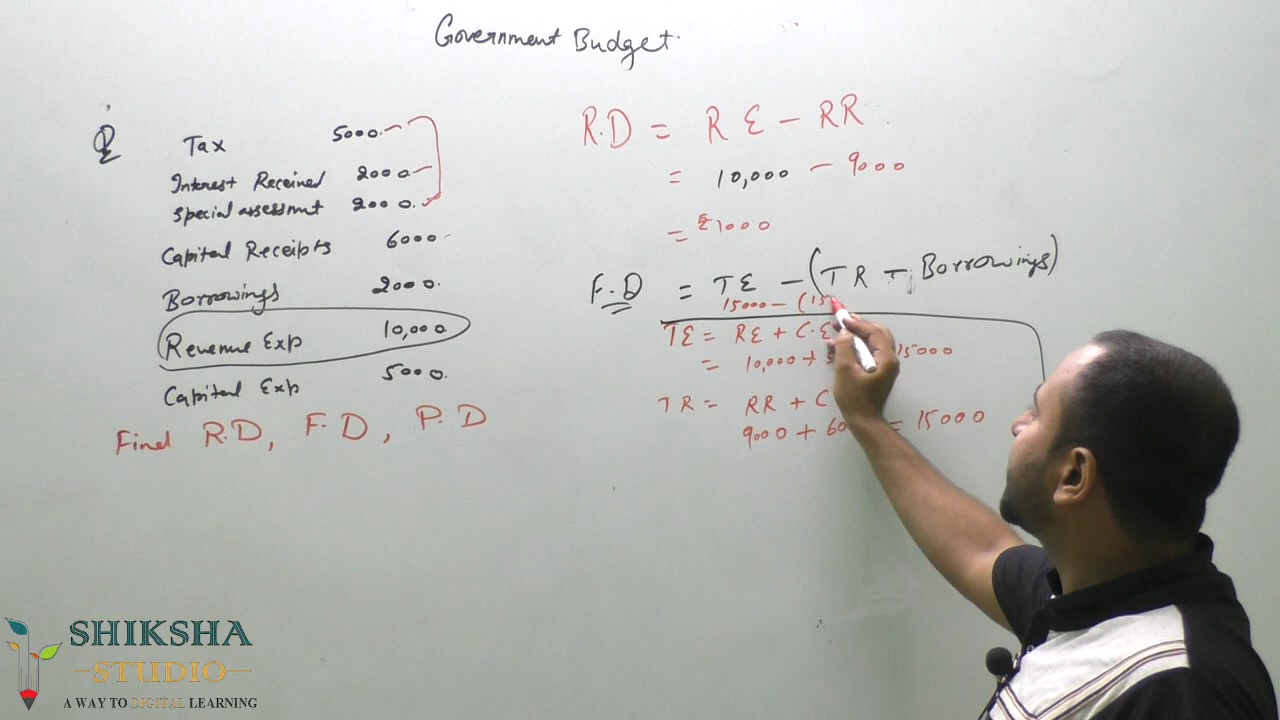 Government Budget.
Q Tax 5000
Interest Received 2000
Special assessment 2000
Capital Receipts 6000
Borrowings 2000
Revenue Exp 10,000
Capital Exp 5000
Find R.D, F.D, P.D
R.D = RE - RR
= 10,000 - 9000
= ₹1000
F.D = TE - (TR - Borrowings)
15000 - (15
TE = RE + C.E
= 10,000 + 15000
TR = RR + C
9000 + 60 = 15000
SHIKSHA
STUDIO
A WAY TO DIGITAL LEARNING